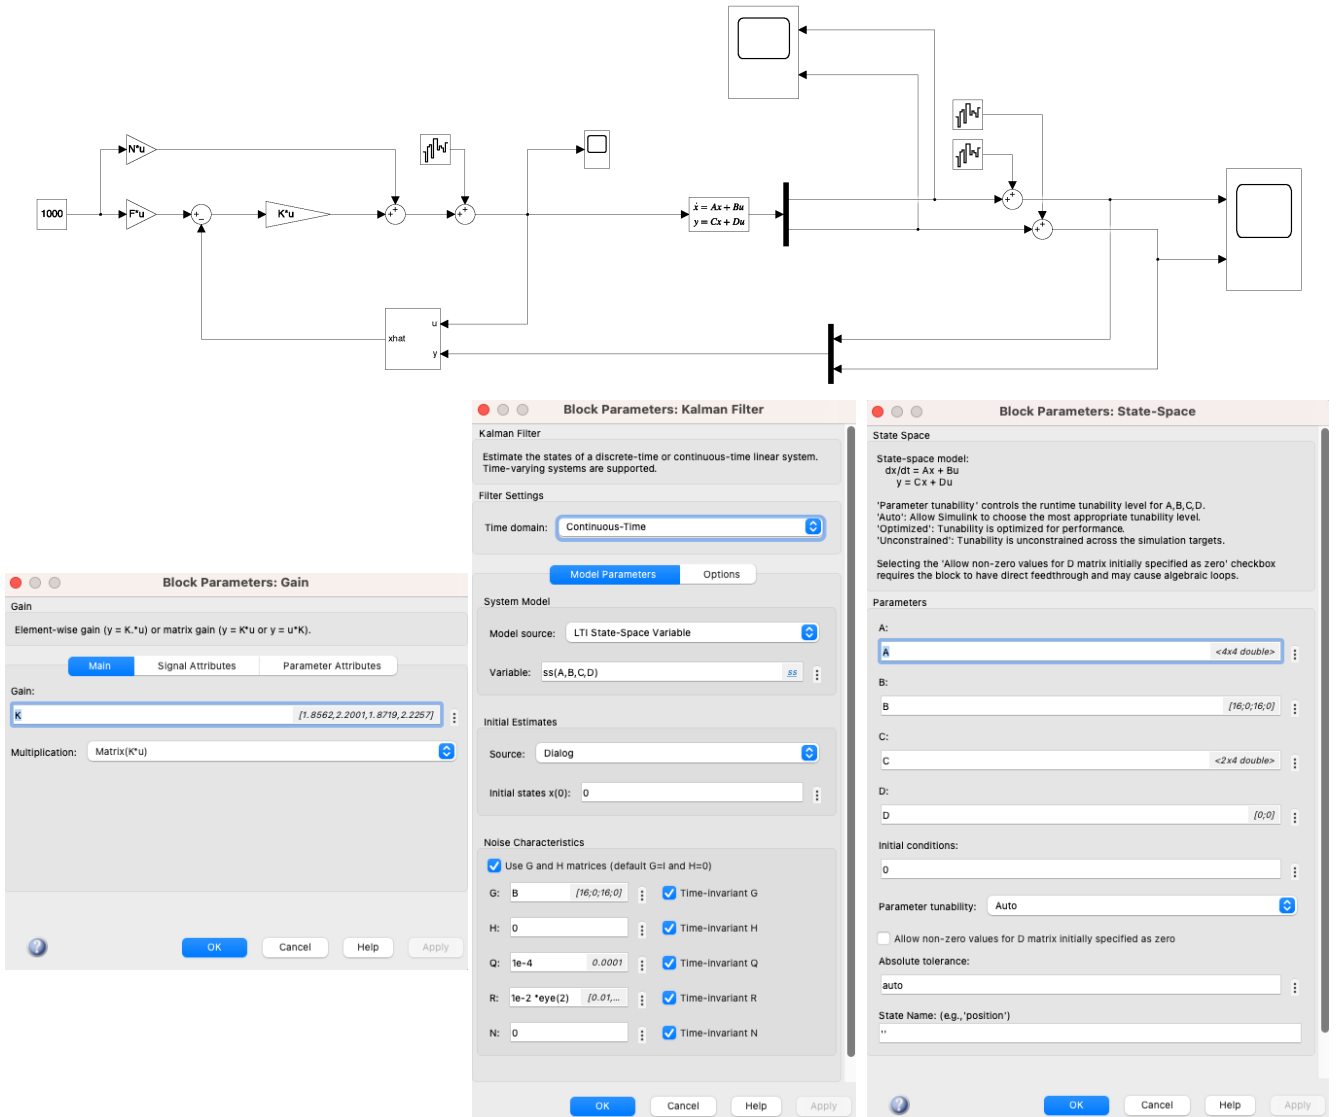 N*u
1000
F*u
+
−
K*u
+
+
+
+
ẋ = Ax + Bu
y = Cx + Du
+
+
+
+
u
xhat
y
Block Parameters: Gain
Gain
Element-wise gain (y = K.*u) or matrix gain (y = K*u or y = u*K).
Main
Signal Attributes
Parameter Attributes
Gain:
K
[1.8562,2.2001,1.8719,2.2257]
Multiplication:
Matrix(K*u)
?
OK
Cancel
Help
Apply
Block Parameters: Kalman Filter
Kalman Filter
Estimate the states of a discrete-time or continuous-time linear system.
Time-varying systems are supported.
Filter Settings
Time domain:
Continuous-Time
Model Parameters
Options
System Model
Model source:
LTI State-Space Variable
Variable:
ss(A,B,C,D)
ss
Initial Estimates
Source:
Dialog
Initial states x(0):
0
Noise Characteristics
Use G and H matrices (default G=I and H=0)
G:
B
[16;0;16;0]
Time-invariant G
H:
0
Time-invariant H
Q:
1e-4
0.0001
Time-invariant Q
R:
1e-2 *eye(2)
[0.01,...
Time-invariant R
N:
0
Time-invariant N
OK
Cancel
Help
Apply
Block Parameters: State-Space
State Space
State-space model:
dx/dt = Ax + Bu
y = Cx + Du
'Parameter tunability' controls the runtime tunability level for A,B,C,D.
'Auto': Allow Simulink to choose the most appropriate tunability level.
'Optimized': Tunability is optimized for performance.
'Unconstrained': Tunability is unconstrained across the simulation targets.
Selecting the 'Allow non-zero values for D matrix initially specified as zero' checkbox
requires the block to have direct feedthrough and may cause algebraic loops.
Parameters
A:
A
<4x4 double>
B:
B
[16;0;16;0]
C:
C
<2x4 double>
D:
D
[0;0]
Initial conditions:
0
Parameter tunability:
Auto
Allow non-zero values for D matrix initially specified as zero
Absolute tolerance:
auto
State Name: (e.g.,'position')
''
?
OK
Cancel
Help
Apply